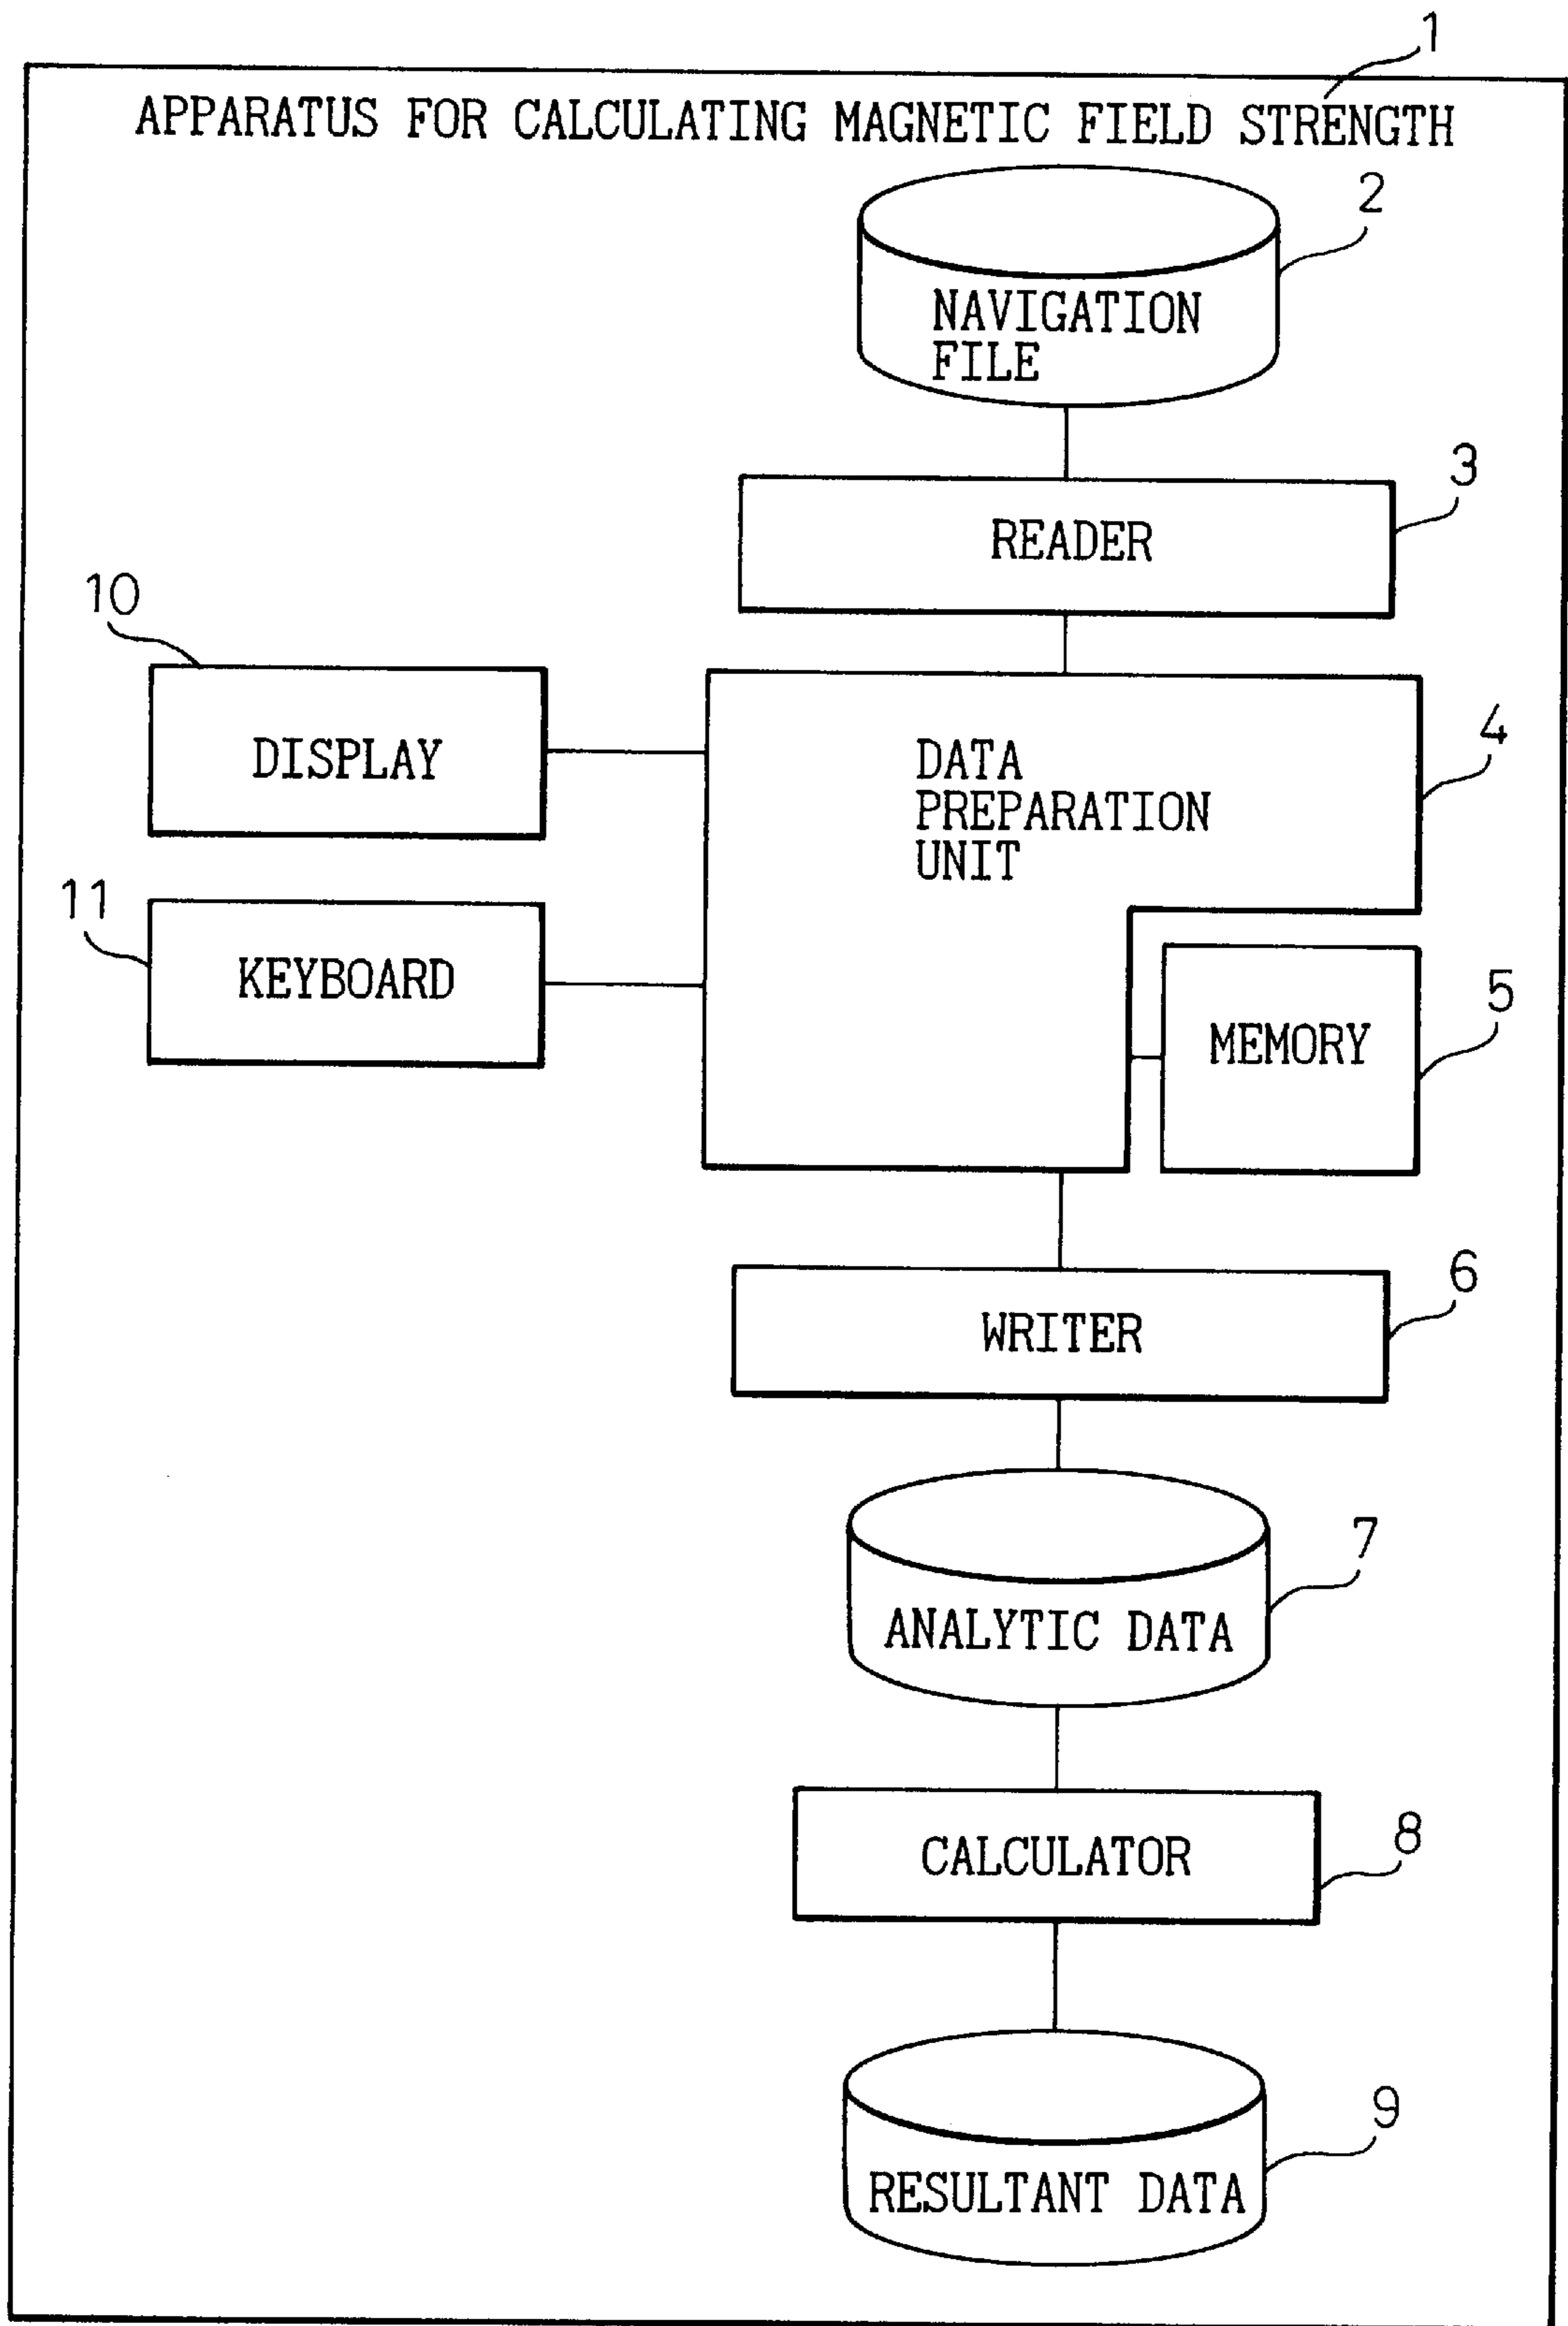 1
APPARATUS FOR CALCULATING MAGNETIC FIELD STRENGTH
2
NAVIGATION
FILE
3
READER
10
DISPLAY
4
DATA
PREPARATION
UNIT
11
KEYBOARD
5
MEMORY
6
WRITER
7
ANALYTIC DATA
8
CALCULATOR
9
RESULTANT DATA